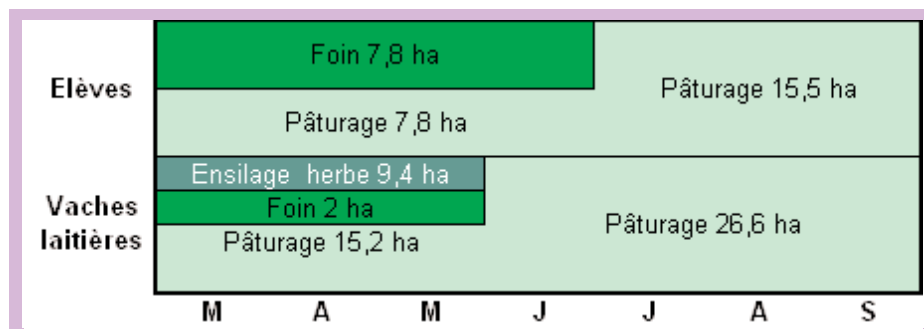 Foin 7,8 ha
Elèves
Pâturage 15,5 ha
Pâturage 7,8 ha
Ensilage herbe 9,4 ha
Vaches
laitières
Foin 2 ha
Pâturage 26,6 ha
Pâturage 15,2 ha
M A M J J A S